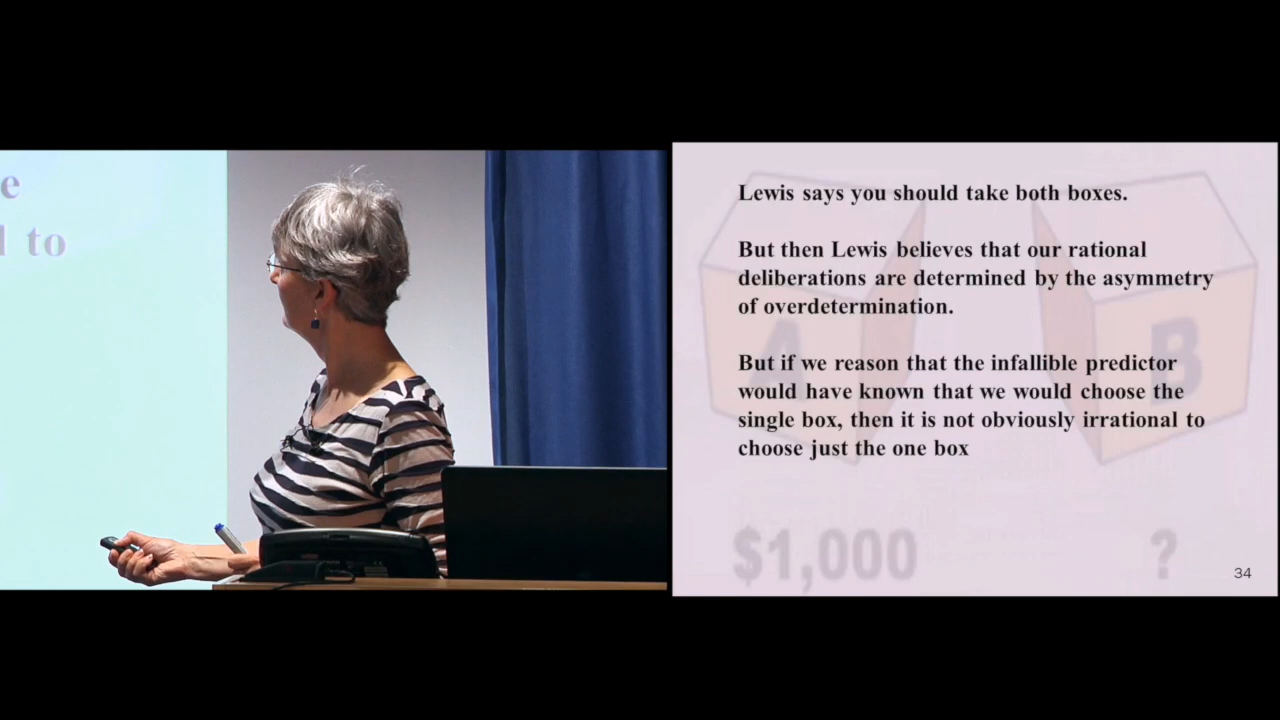 e
l to
Lewis says you should take both boxes.
But then Lewis believes that our rational
deliberations are determined by the asymmetry
of overdetermination.
But if we reason that the infallible predictor
would have known that we would choose the
single box, then it is not obviously irrational to
choose just the one box
A
B
$1,000
?
34